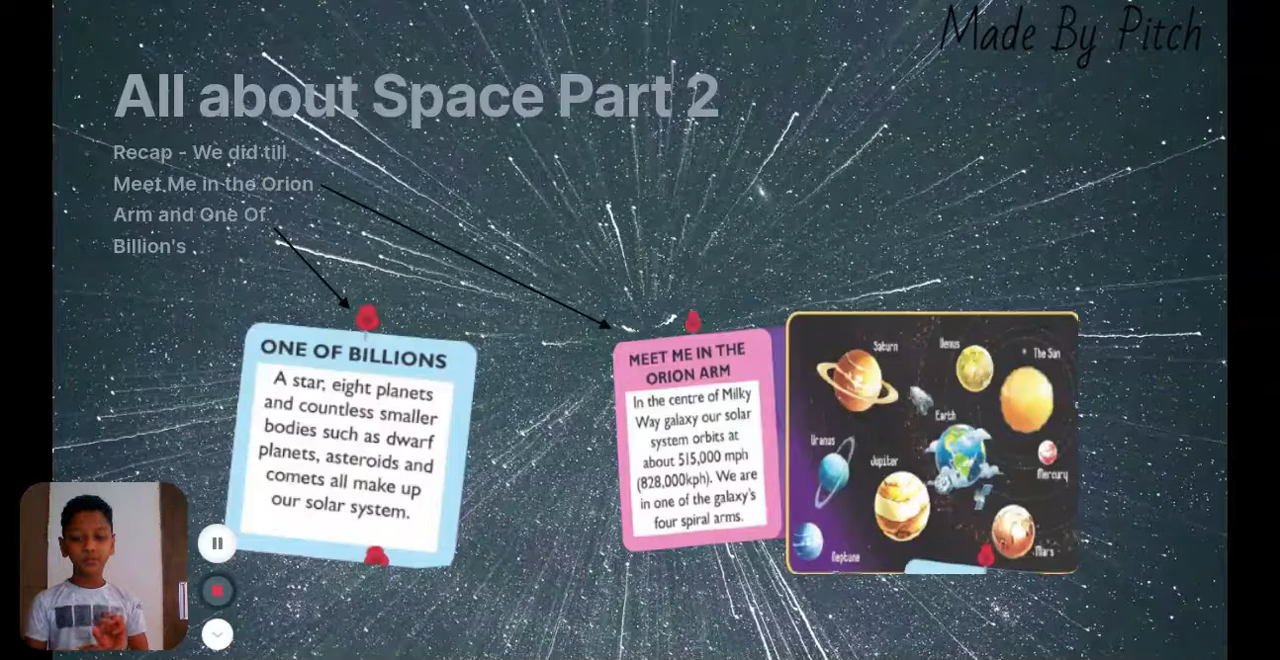 Made By Pitch
All about Space Part 2
Recap - We did till
Meet Me in the Orion
Arm and One Of
Billion's
ONE OF BILLIONS
A star, eight planets
and countless smaller
bodies such as dwarf
planets, asteroids and
comets all make up
our solar system.
MEET ME IN THE
ORION ARM
In the centre of Milky
Way galaxy our solar
system orbits at
about 515,000 mph
(828,000kph). We are
in one of the galaxy's
four spiral arms.
Saturn
Venus
The Sun
Earth
Uranus
Jupiter
Mercury
Neptune
Mars